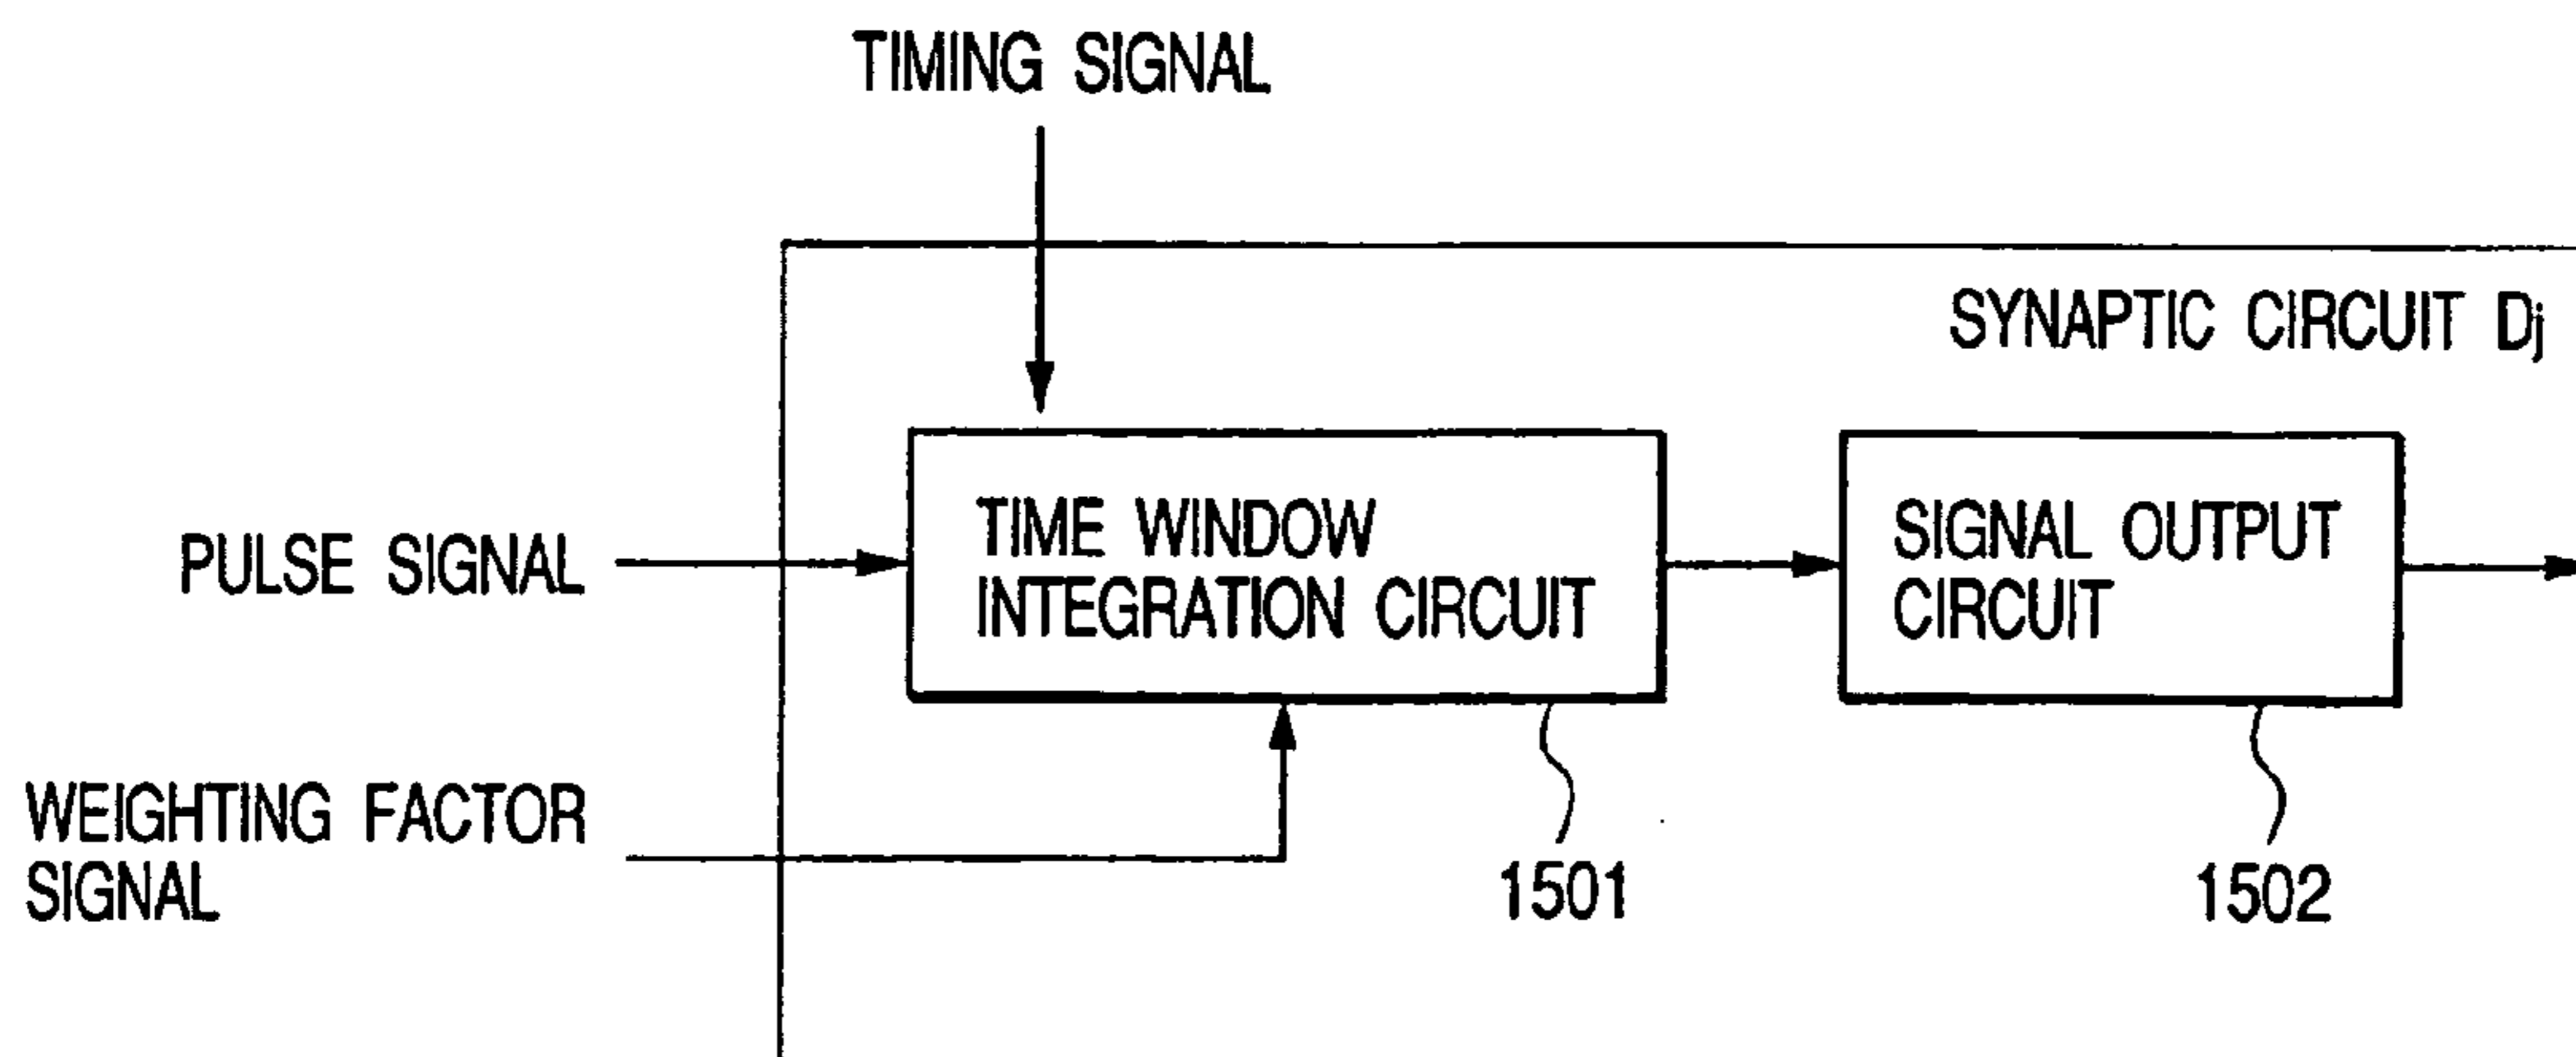 TIMING SIGNAL
SYNAPTIC CIRCUIT Dj
PULSE SIGNAL
TIME WINDOW
INTEGRATION CIRCUIT
SIGNAL OUTPUT
CIRCUIT
WEIGHTING FACTOR
SIGNAL
1501
1502